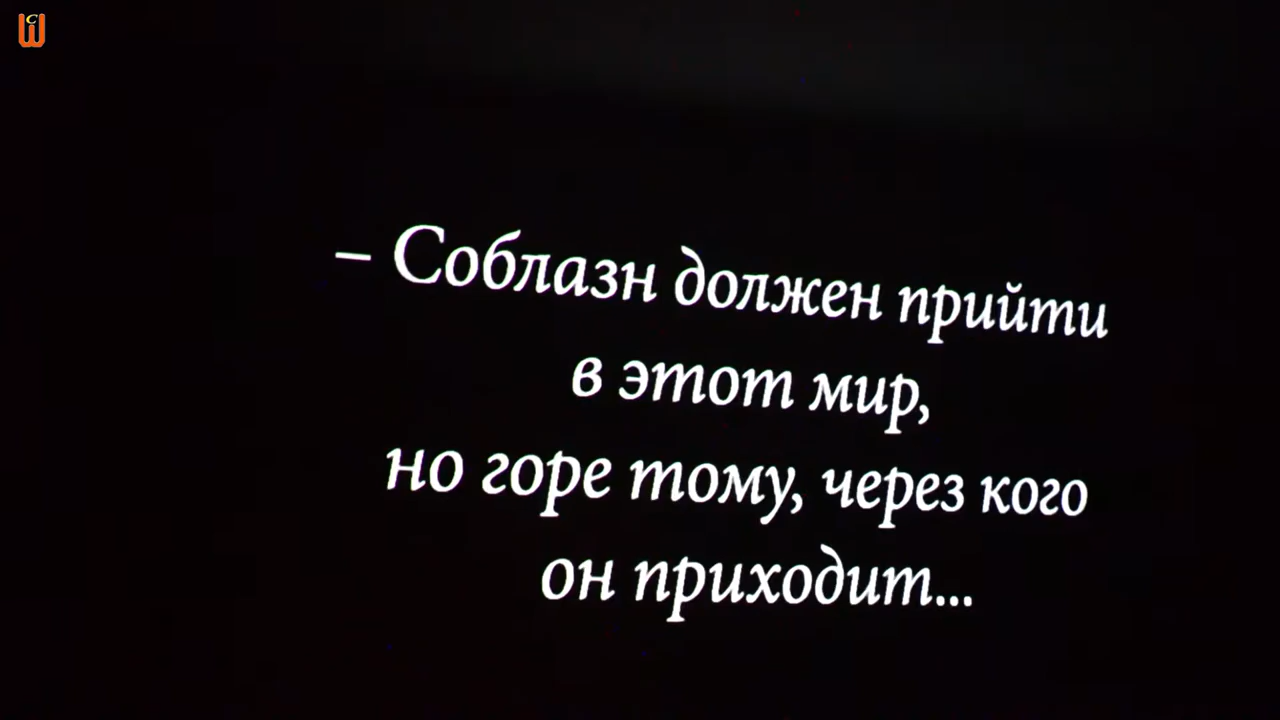 – Соблазн должен прийти
в этот мир,
но горе тому, через кого
он приходит...